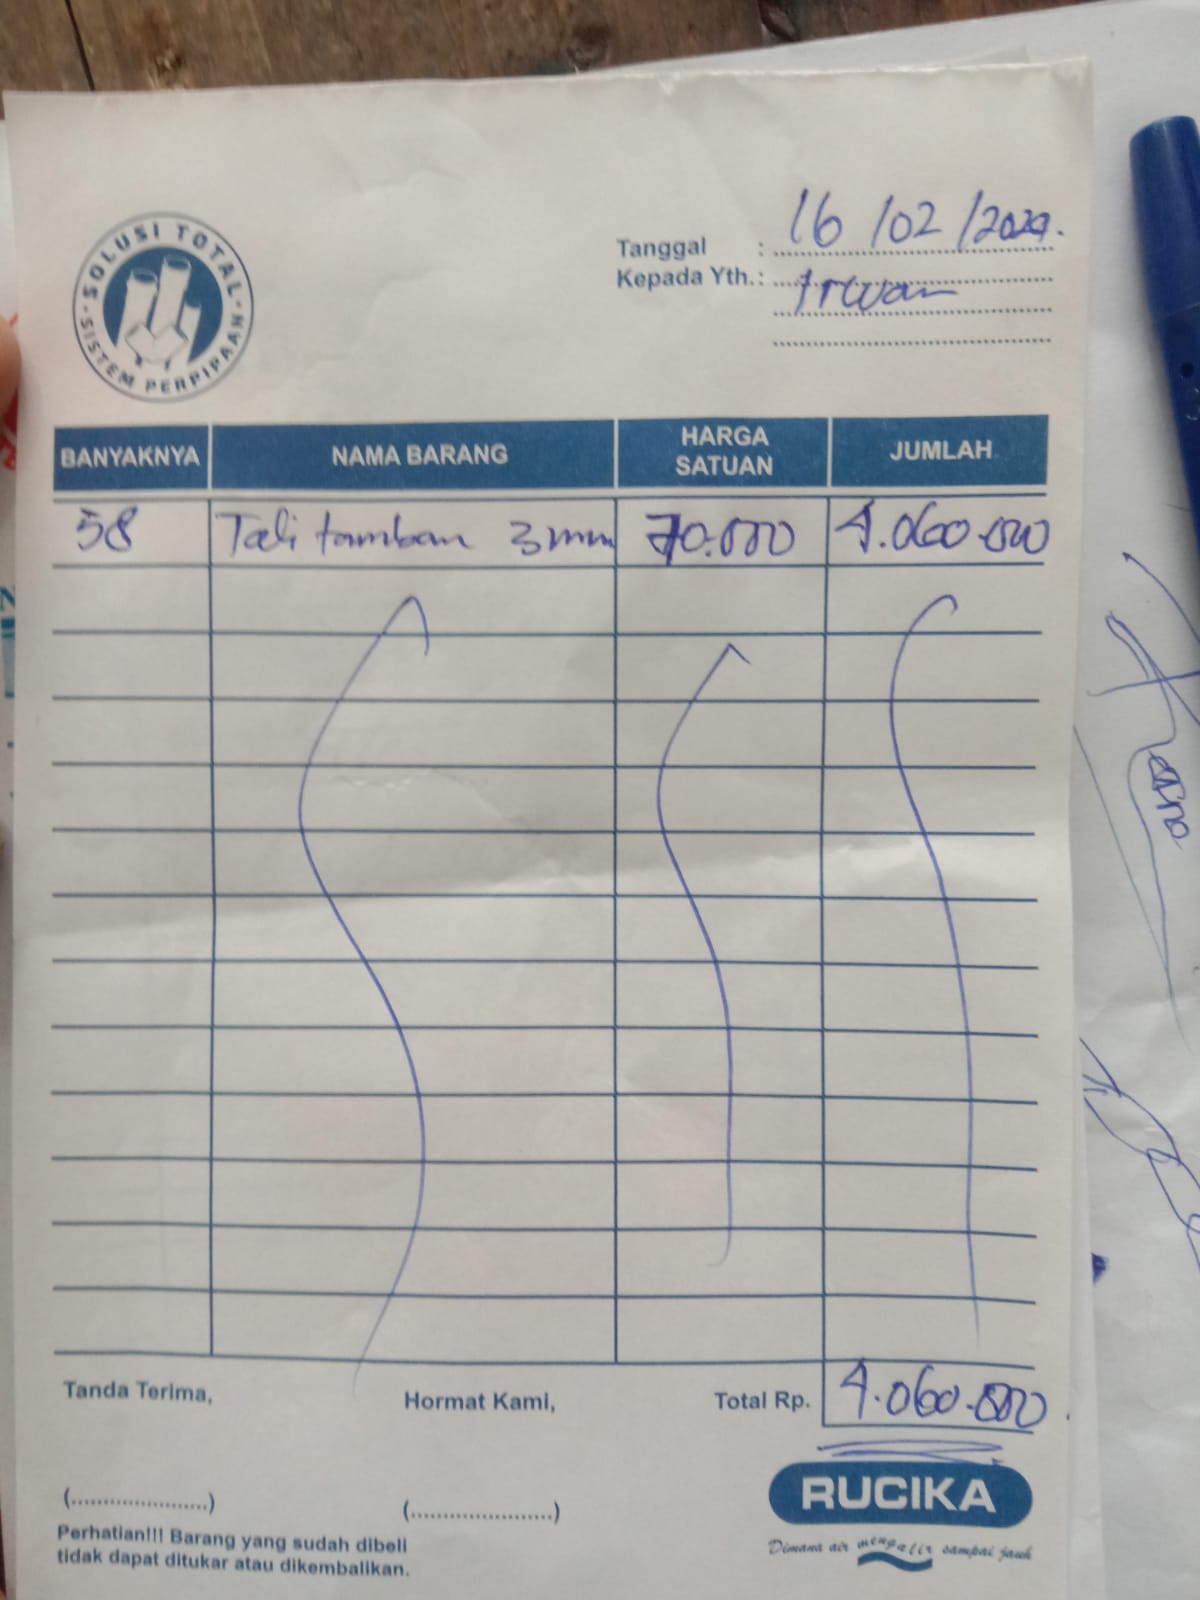 SOLUSI TOTAL
SISTEM PERPIPAAN
Tanggal : 16/02/2024.
Kepada Yth.: Irwan
BANYAKNYA NAMA BARANG HARGA SATUAN JUMLAH
58 Tali tamban 3mm 70.000 4.060.000
Tanda Terima, Hormat Kami, Total Rp. 4.060.000
(......................) (.......................)
RUCIKA
Perhatian!!! Barang yang sudah dibeli
tidak dapat ditukar atau dikembalikan.
Dimana air mengalir sampai jauh